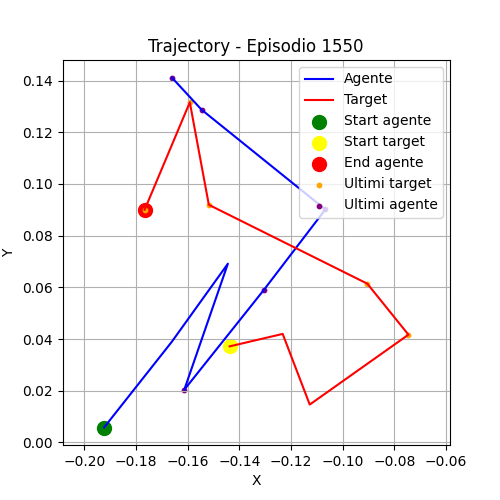 Trajectory - Episodio 1550
Agente
Target
Start agente
Start target
End agente
Ultimi target
Ultimi agente
0.14
0.12
0.10
0.08
0.06
0.04
0.02
0.00
Y
−0.20 −0.18 −0.16 −0.14 −0.12 −0.10 −0.08 −0.06
X